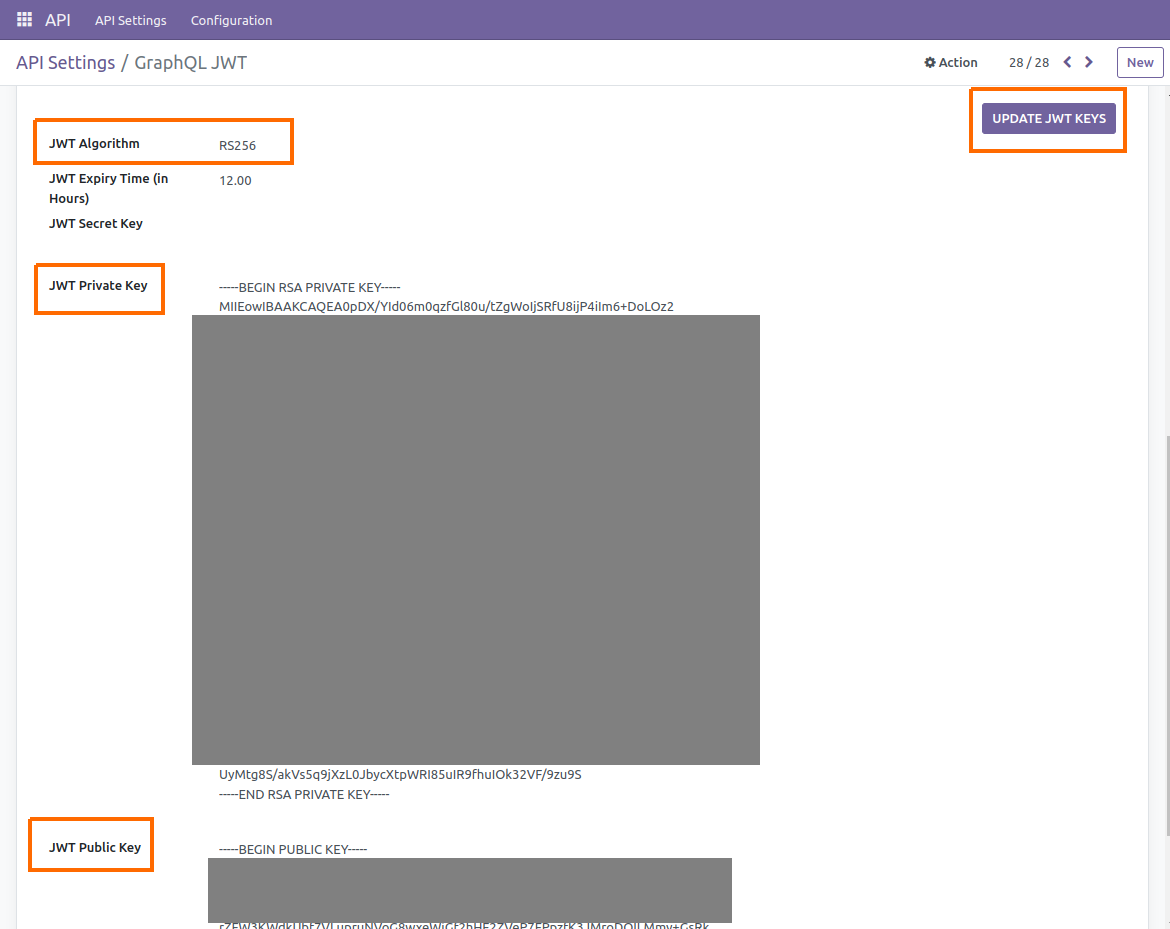 API API Settings Configuration
API Settings / GraphQL JWT Action 28 / 28 New
UPDATE JWT KEYS
JWT Algorithm RS256
JWT Expiry Time (in Hours) 12.00
JWT Secret Key
JWT Private Key -----BEGIN RSA PRIVATE KEY-----
MIIEowIBAAKCAQEA0pDX/YId06m0qzfGl80u/tZgWoIjSRfU8ijP4iIm6+DoLOz2
UyMtg8S/akVs5q9jXzL0JbycXtpWRI85uIR9fhuIOk32VF/9zu9S
-----END RSA PRIVATE KEY-----
JWT Public Key -----BEGIN PUBLIC KEY-----